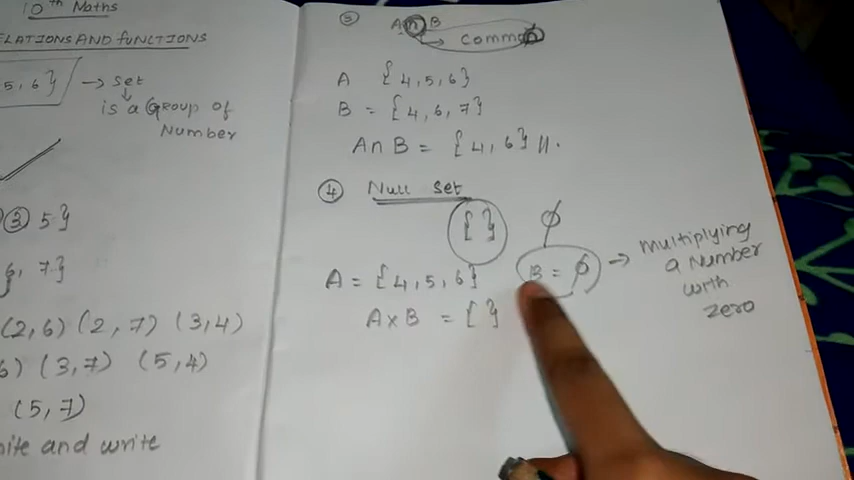 10th Maths
ELATIONS AND FUNCTIONS
5, 6} → set
is a Group of
Number
③ 5}
6, 7}
(2,6) (2,7) (3,4)
6) (3,7) (5,4)
(5,7)
and write
⑤ A∩B
→ common
A {4,5,6}
B = {4,6,7}
A∩B = {4,6} //.
④ Null set
{ } ϕ
A = {4,5,6} B = ϕ → Multiplying
a Number
with
zero
A×B = { }